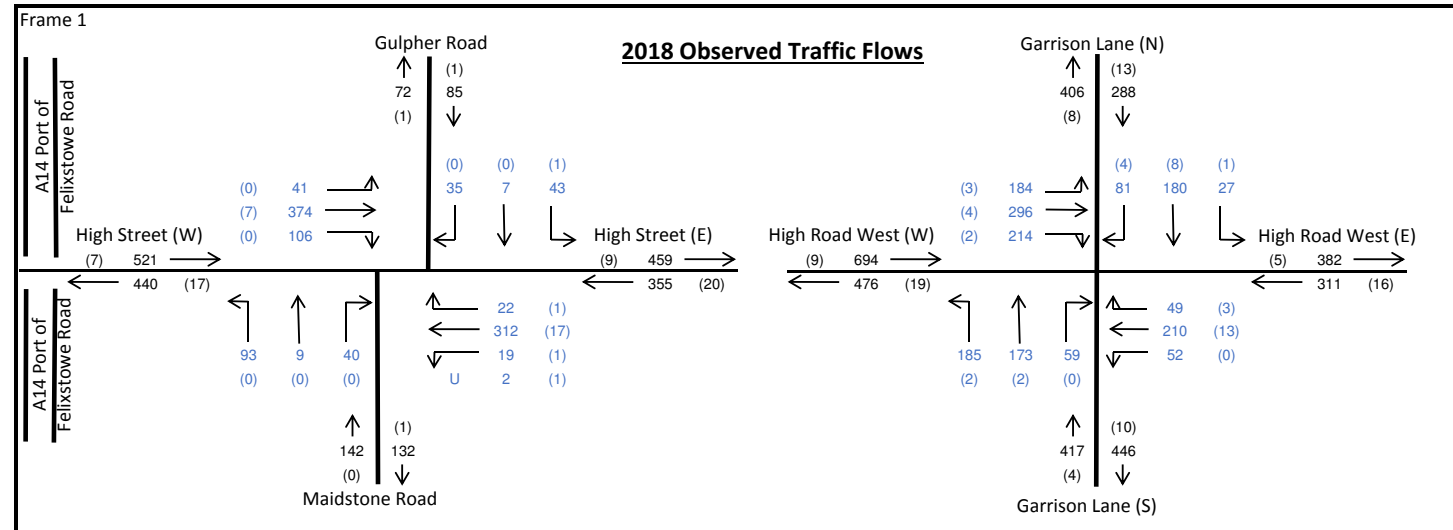 Frame 1
2018 Observed Traffic Flows
A14 Port of
Felixstowe Road
A14 Port of
Felixstowe Road
Gulpher Road
(1)
72 85
(1)
(0) (0) (1)
35 7 43
(0) 41
(7) 374
(0) 106
High Street (W)
(7) 521
440 (17)
High Street (E)
(9) 459
355 (20)
22 (1)
312 (17)
19 (1)
U 2 (1)
93 9 40
(0) (0) (0)
(1)
142 132
(0)
Maidstone Road
Garrison Lane (N)
(13)
406 288
(8)
(4) (8) (1)
81 180 27
(3) 184
(4) 296
(2) 214
High Road West (W)
(9) 694
476 (19)
High Road West (E)
(5) 382
311 (16)
49 (3)
210 (13)
52 (0)
185 173 59
(2) (2) (0)
(10)
417 446
(4)
Garrison Lane (S)